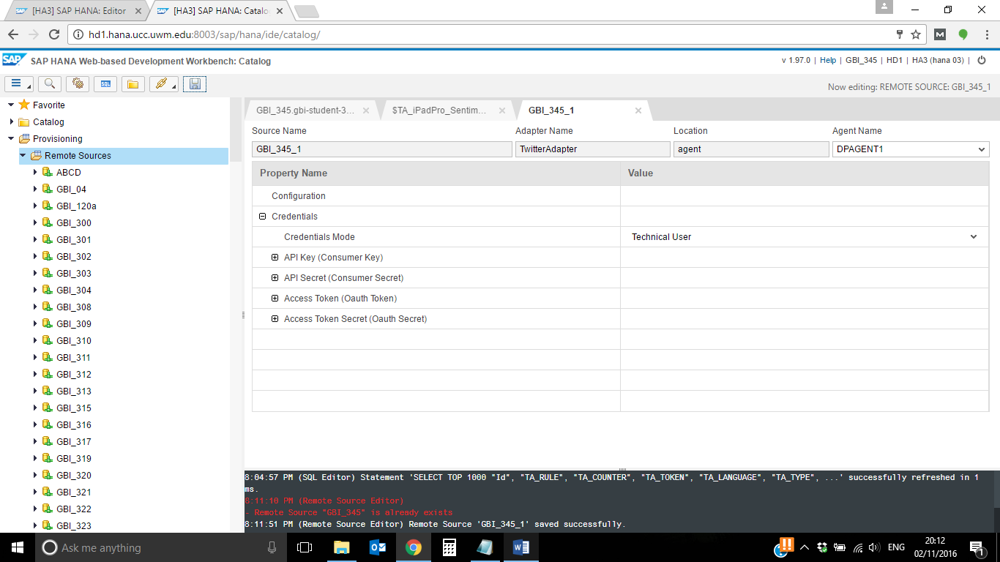 [HA3] SAP HANA: Editor
[HA3] SAP HANA: Catalo
hd1.hana.ucc.uwm.edu:8003/sap/hana/ide/catalog/
SAP
SAP HANA Web-based Development Workbench: Catalog
v 1.97.0 | Help | GBI_345 | HD1 | HA3 (hana 03) |
SQL
Now editing: REMOTE SOURCE: GBI_345_1
Favorite
Catalog
Provisioning
Remote Sources
ABCD
GBI_04
GBI_120a
GBI_300
GBI_301
GBI_302
GBI_303
GBI_304
GBI_308
GBI_309
GBI_310
GBI_311
GBI_312
GBI_313
GBI_315
GBI_316
GBI_317
GBI_319
GBI_320
GBI_321
GBI_322
GBI_323
GBI_345.gbi-student-3...
$TA_iPadPro_Sentim...
GBI_345_1
Source Name
Adapter Name
Location
Agent Name
GBI_345_1
TwitterAdapter
agent
DPAGENT1
Property Name
Value
Configuration
Credentials
Credentials Mode
Technical User
API Key (Consumer Key)
API Secret (Consumer Secret)
Access Token (Oauth Token)
Access Token Secret (Oauth Secret)
8:04:57 PM (SQL Editor) Statement 'SELECT TOP 1000 "Id", "TA_RULE", "TA_COUNTER", "TA_TOKEN", "TA_LANGUAGE", "TA_TYPE", ...' successfully refreshed in 1
ms.
8:11:10 PM (Remote Source Editor)
- Remote Source "GBI_345" is already exists
8:11:51 PM (Remote Source Editor) Remote Source 'GBI_345_1' saved successfully.
Ask me anything
ENG
20:12
02/11/2016
1